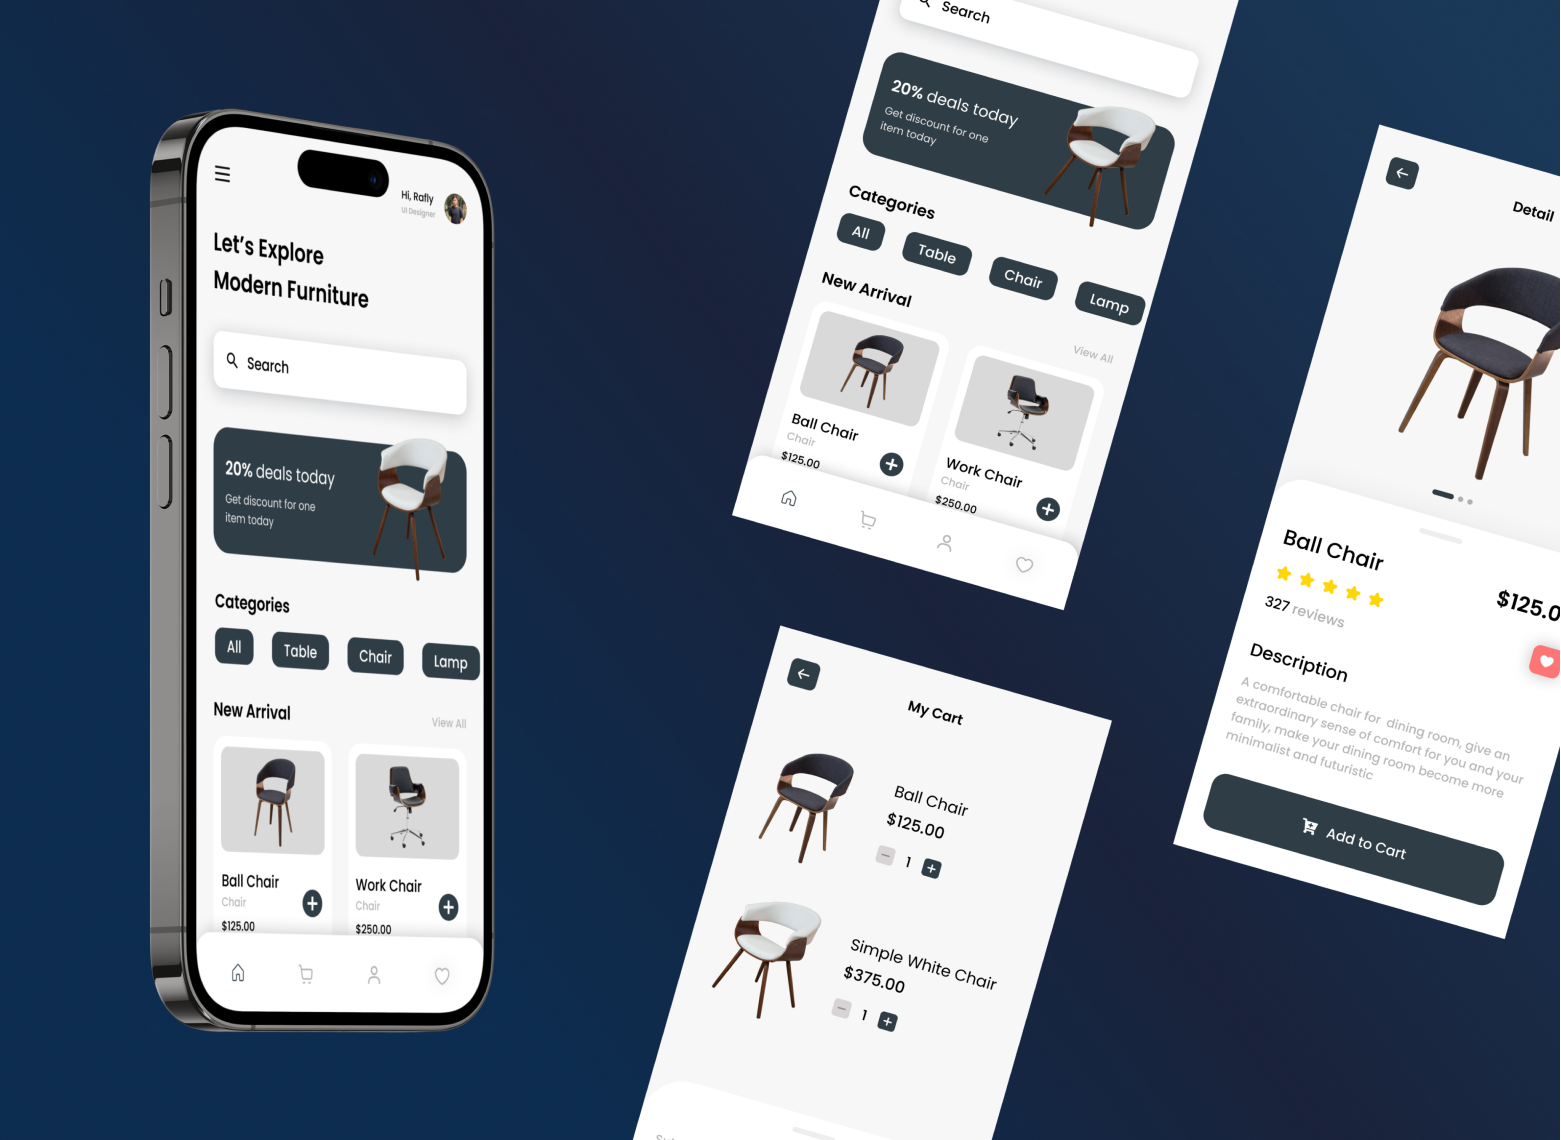 Hi, Rafly
UI Designer
Let's Explore
Modern Furniture
Search
20% deals today
Get discount for one
item today
Categories
All
Table
Chair
Lamp
New Arrival
View All
Ball Chair
Chair
$125.00
Work Chair
Chair
$250.00
Search
20% deals today
Get discount for one
item today
Categories
All
Table
Chair
Lamp
New Arrival
View All
Ball Chair
Chair
$125.00
Work Chair
Chair
$250.00
My Cart
Ball Chair
$125.00
1
Simple White Chair
$375.00
1
Detail
Ball Chair
$125.0
327 reviews
Description
A comfortable chair for dining room, give an
extraordinary sense of comfort for you and your
family, make your dining room become more
minimalist and futuristic
Add to Cart